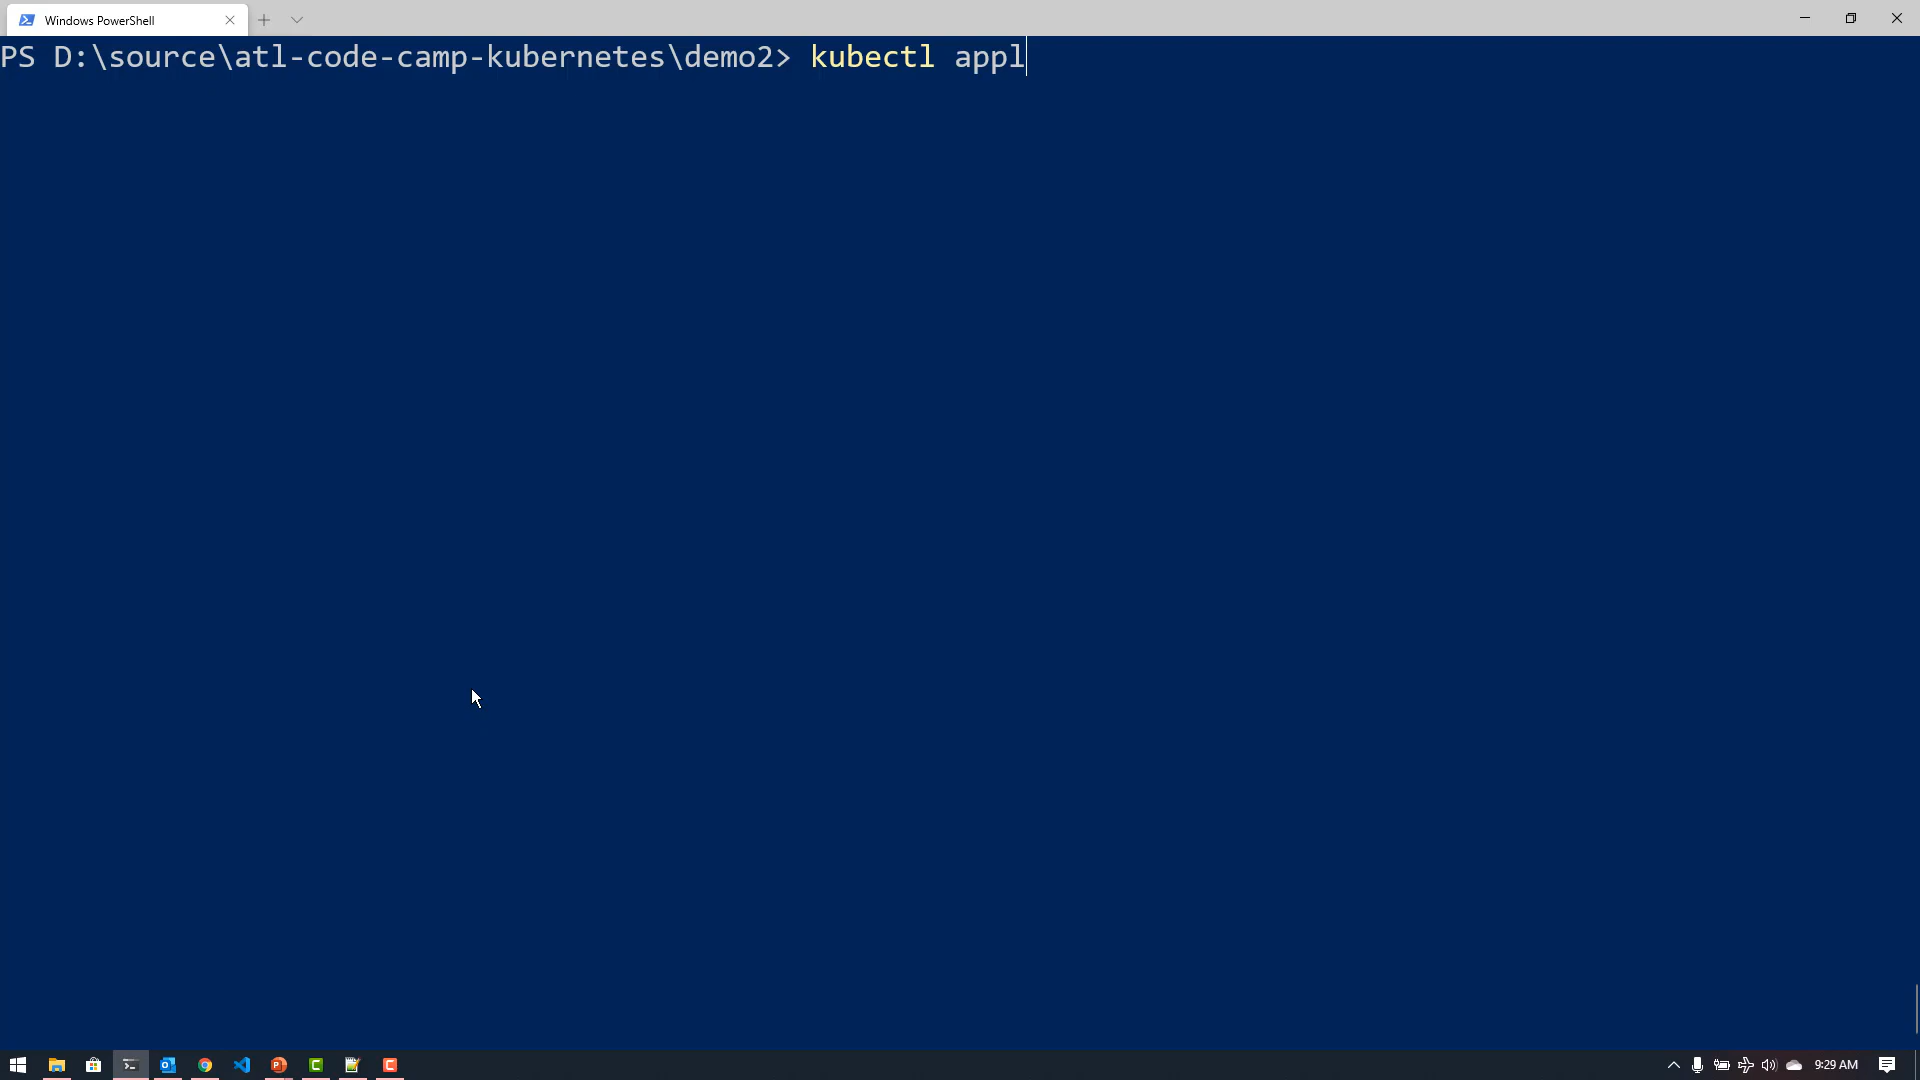 Windows PowerShell
PS D:\source\atl-code-camp-kubernetes\demo2> kubectl appl
9:29 AM